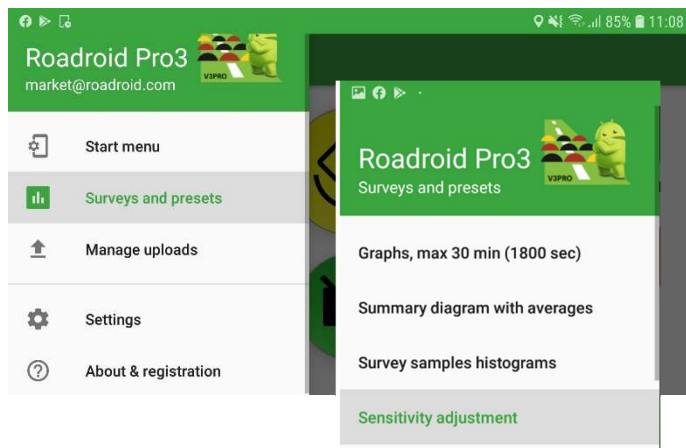 85% 11:08
Roadroid Pro3
market@roadroid.com
V3PRO
Start menu
Surveys and presets
Manage uploads
Settings
About & registration
Roadroid Pro3
Surveys and presets
V3PRO
Graphs, max 30 min (1800 sec)
Summary diagram with averages
Survey samples histograms
Sensitivity adjustment